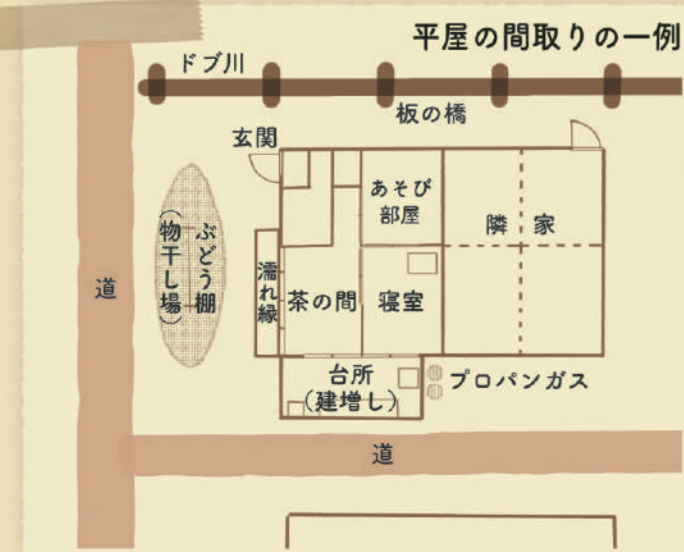 平屋の間取りの一例
ドブ川
板の橋
玄関
あそび
部屋
隣家
ぶどう棚
(物干し場)
道
濡れ縁
茶の間
寝室
台所
(建増し)
プロパンガス
道